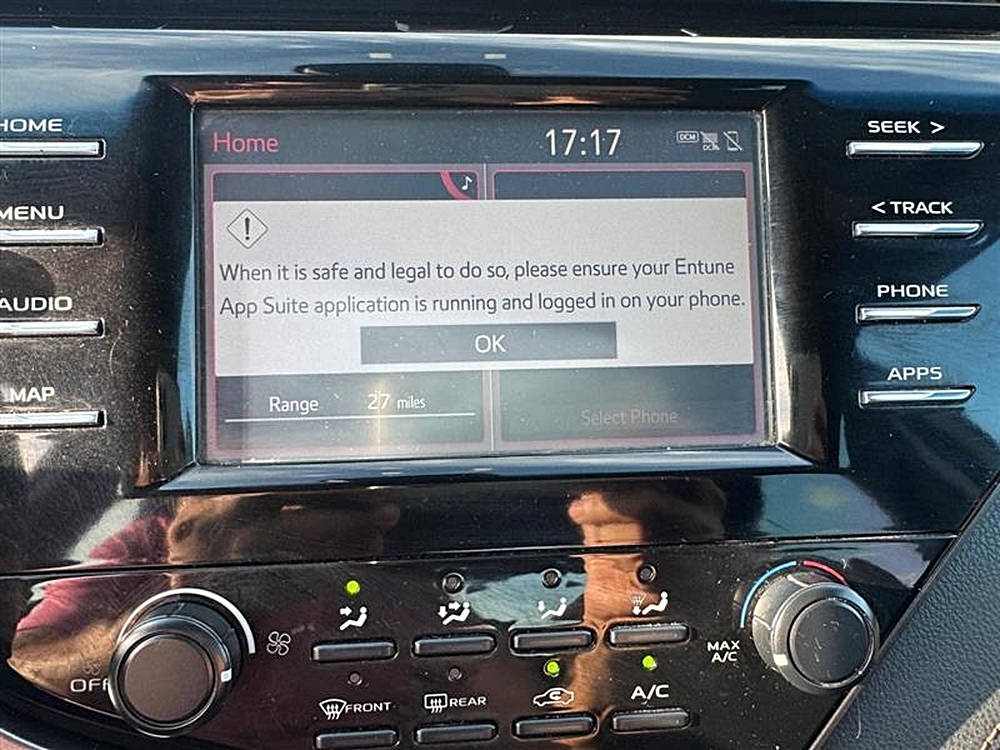 HOME
SEEK >
Home
17:17
DCM
DCM
MENU
< TRACK
When it is safe and legal to do so, please ensure your Entune
App Suite application is running and logged in on your phone.
AUDIO
PHONE
OK
MAP
APPS
Range 27 miles
Select Phone
MAX
A/C
OFF
FRONT
REAR
A/C